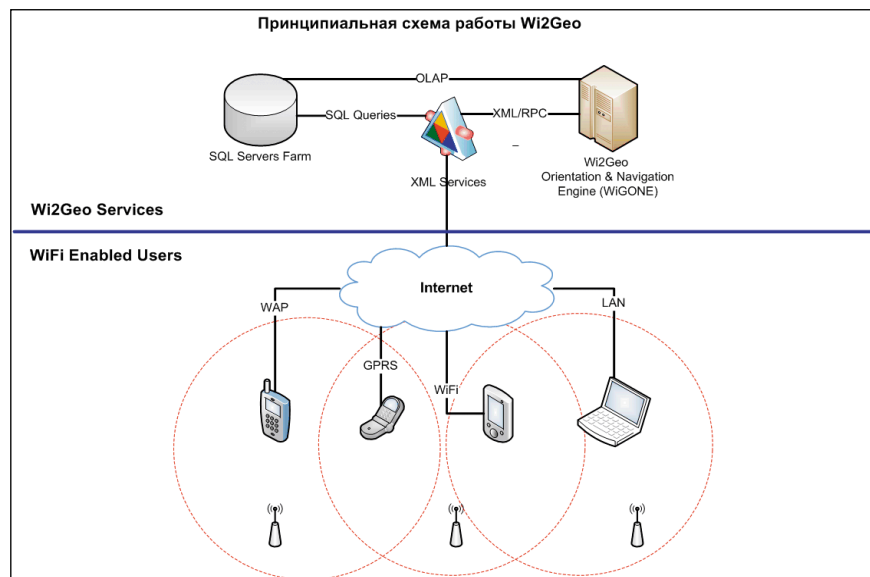 Принципиальная схема работы Wi2Geo
OLAP
SQL Queries
XML/RPC
SQL Servers Farm
XML Services
Wi2Geo
Orientation & Navigation
Engine (WiGONE)
Wi2Geo Services
WiFi Enabled Users
Internet
WAP
LAN
GPRS
WiFi